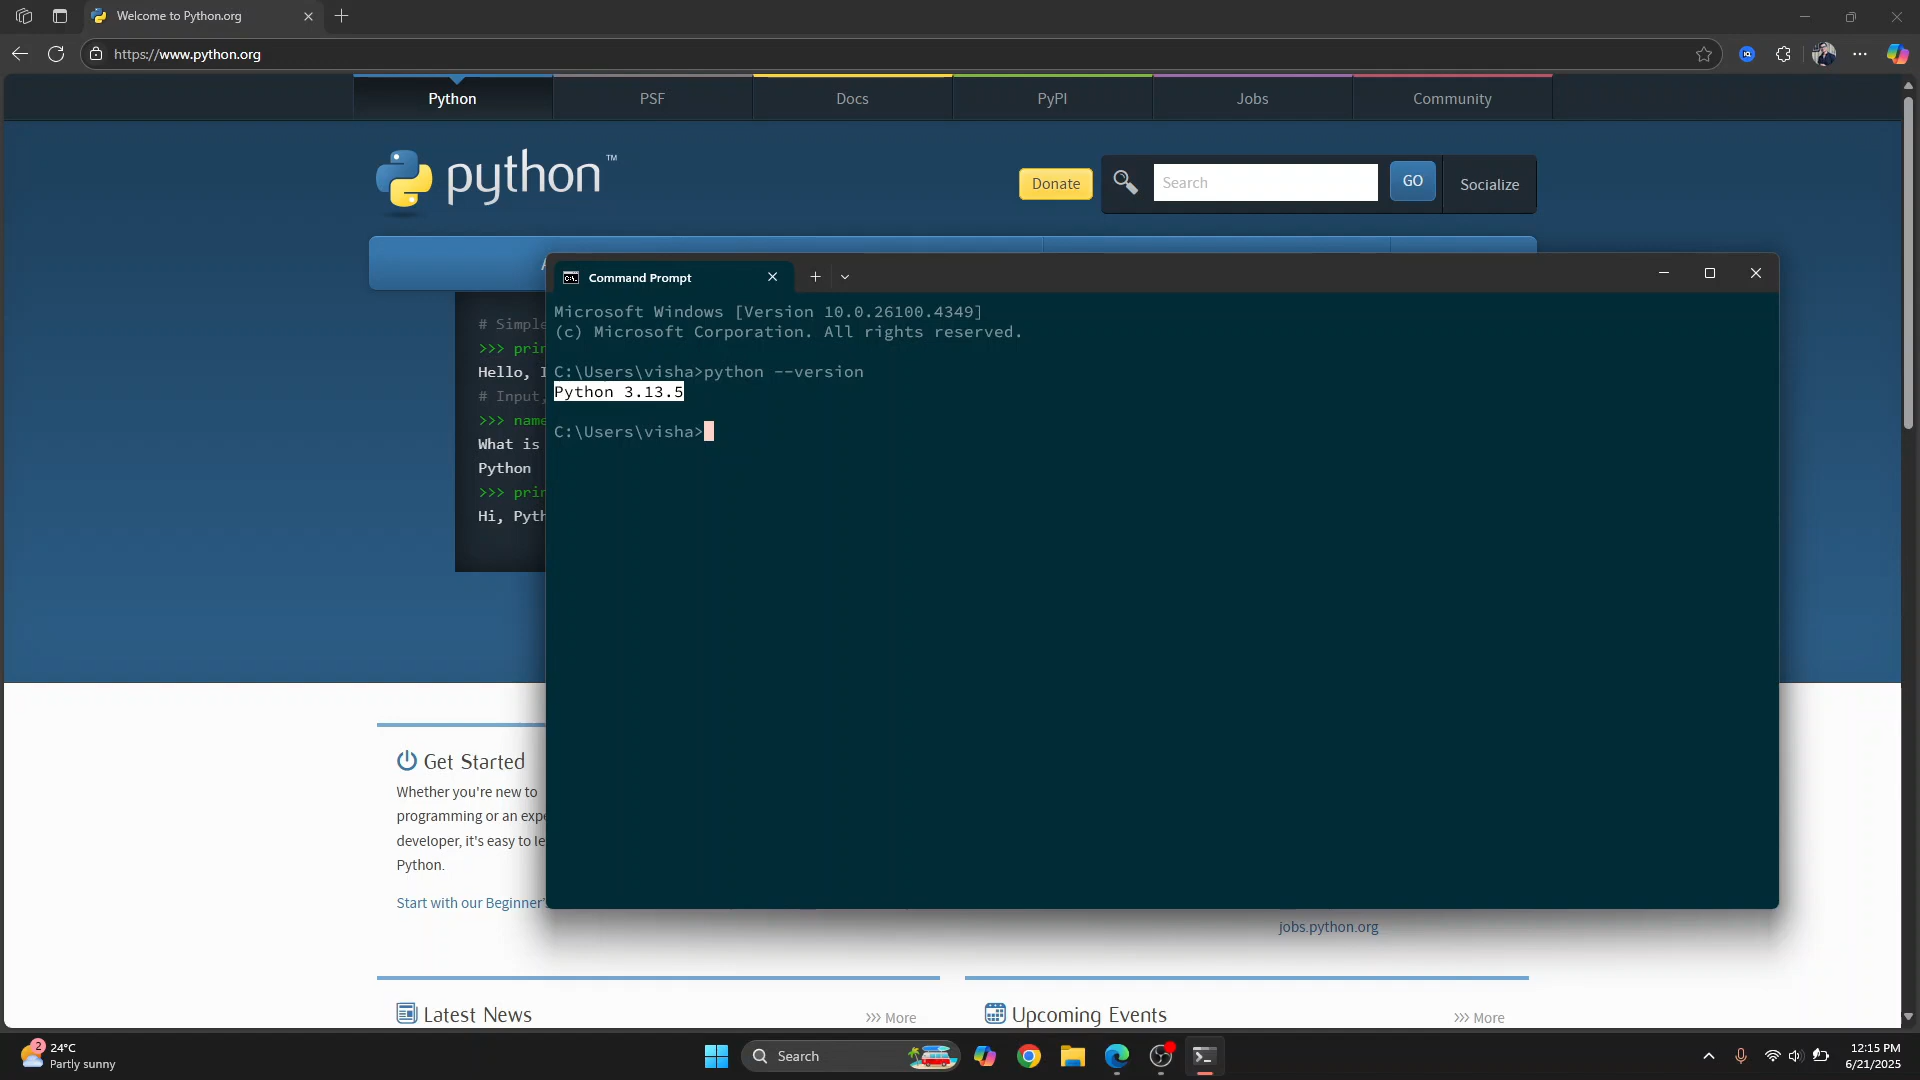 Welcome to Python.org
https://www.python.org
Python
PSF
Docs
PyPI
Jobs
Community
python™
Donate
Search
GO
Socialize
Command Prompt
Microsoft Windows [Version 10.0.26100.4349]
(c) Microsoft Corporation. All rights reserved.
C:\Users\visha>python --version
Python 3.13.5
C:\Users\visha>
# Simple
>>> prin
Hello, I
# Input,
>>> name
What is
Python
>>> prin
Hi, Pyth
Get Started
Whether you're new to
programming or an expe
developer, it's easy to le
Python.
Start with our Beginner'
jobs.python.org
Latest News
>>> More
Upcoming Events
>>> More
2
24°C
Partly sunny
Search
12:15 PM
6/21/2025